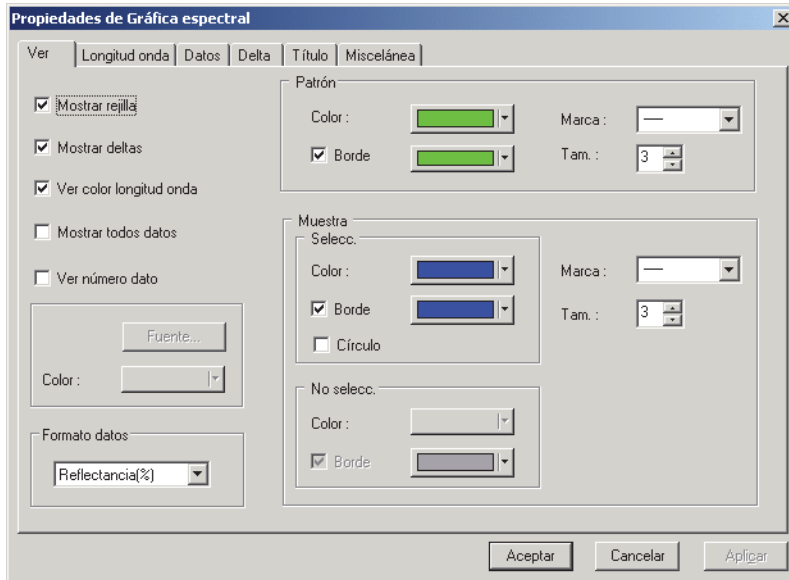 Propiedades de Gráfica espectral
Ver
Longitud onda
Datos
Delta
Título
Miscelánea
Mostrar rejilla
Mostrar deltas
Ver color longitud onda
Mostrar todos datos
Ver número dato
Fuente...
Color :
Formato datos
Reflectancia(%)
Patrón
Color :
Borde
Marca :
Tam. :
3
Muestra
Selecc.
Color :
Borde
Círculo
Marca :
Tam. :
3
No selecc.
Color :
Borde
Aceptar
Cancelar
Aplicar